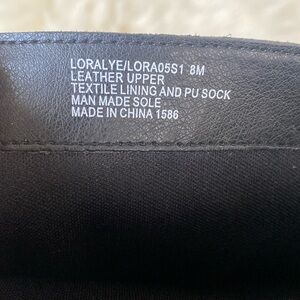 LORALYE/LORA05S1 8M
LEATHER UPPER
TEXTILE LINING AND PU SOCK
MAN MADE SOLE
MADE IN CHINA 1586